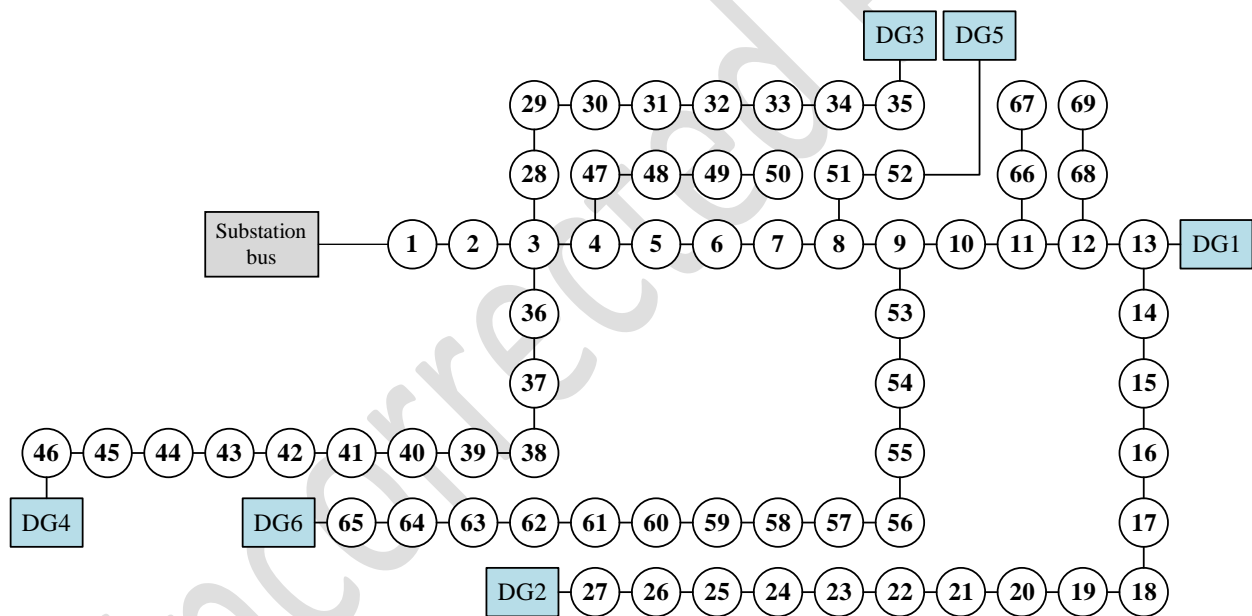 DG3 DG5
29 30 31 32 33 34 35 67 69
28 47 48 49 50 51 52 66 68
Substation
bus
1 2 3 4 5 6 7 8 9 10 11 12 13 DG1
36 53 14
37 54 15
46 45 44 43 42 41 40 39 38 55 16
DG4 DG6 65 64 63 62 61 60 59 58 57 56 17
DG2 27 26 25 24 23 22 21 20 19 18